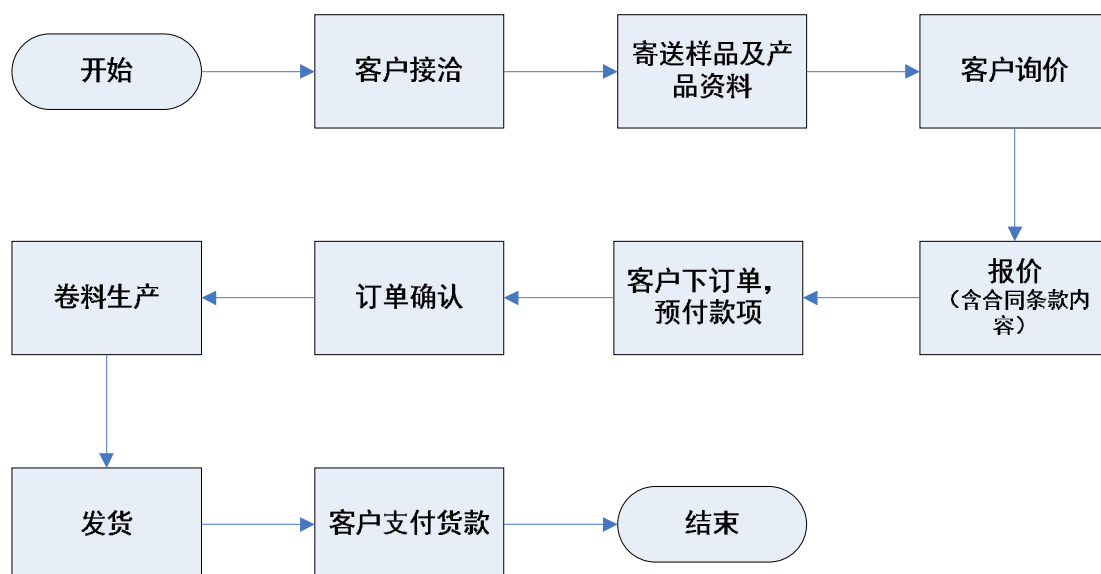 开始
客户接洽
寄送样品及产
品资料
客户询价
报价
（含合同条款内
容）
客户下订单，
预付款项
订单确认
卷料生产
发货
客户支付货款
结束